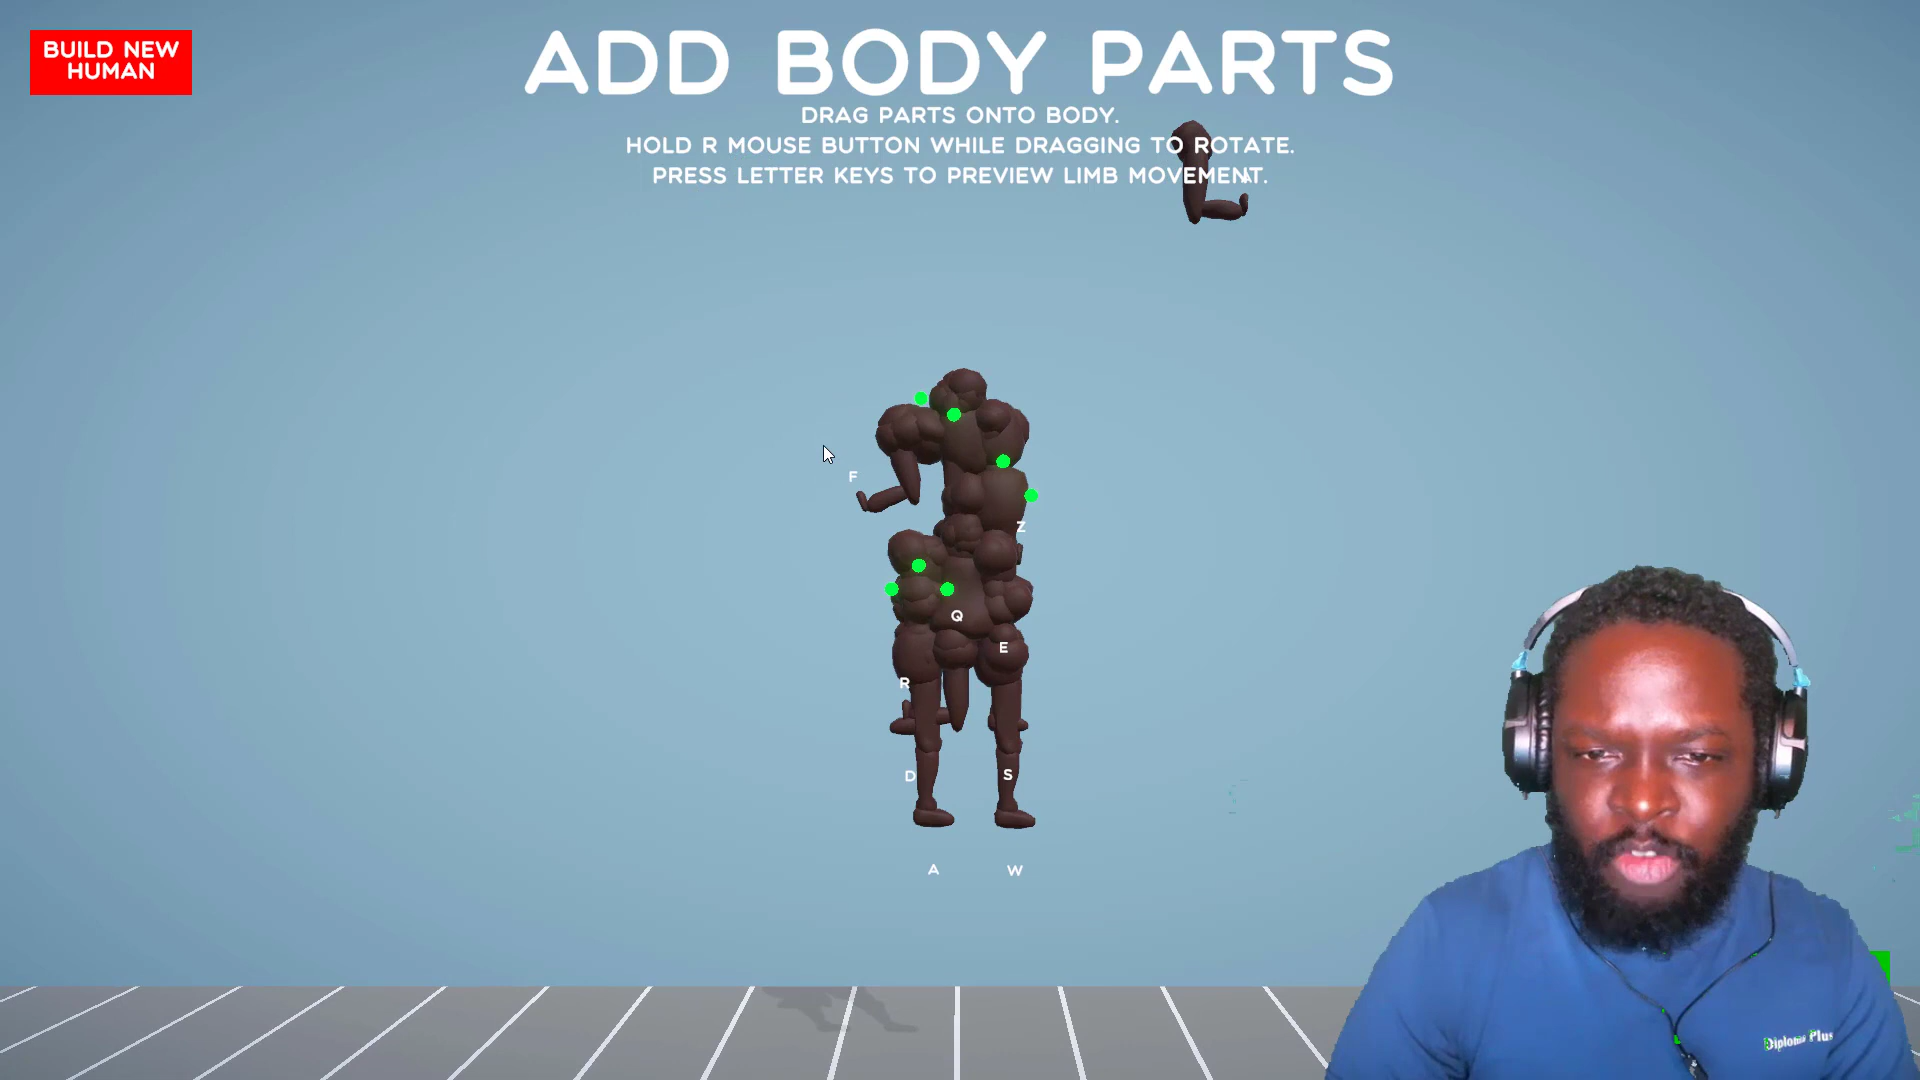 BUILD NEW
HUMAN
ADD BODY PARTS
DRAG PARTS ONTO BODY.
HOLD R MOUSE BUTTON WHILE DRAGGING TO ROTATE.
PRESS LETTER KEYS TO PREVIEW LIMB MOVEMENT.
F
Z
Q
E
R
D
S
A
W
Diploma Plus